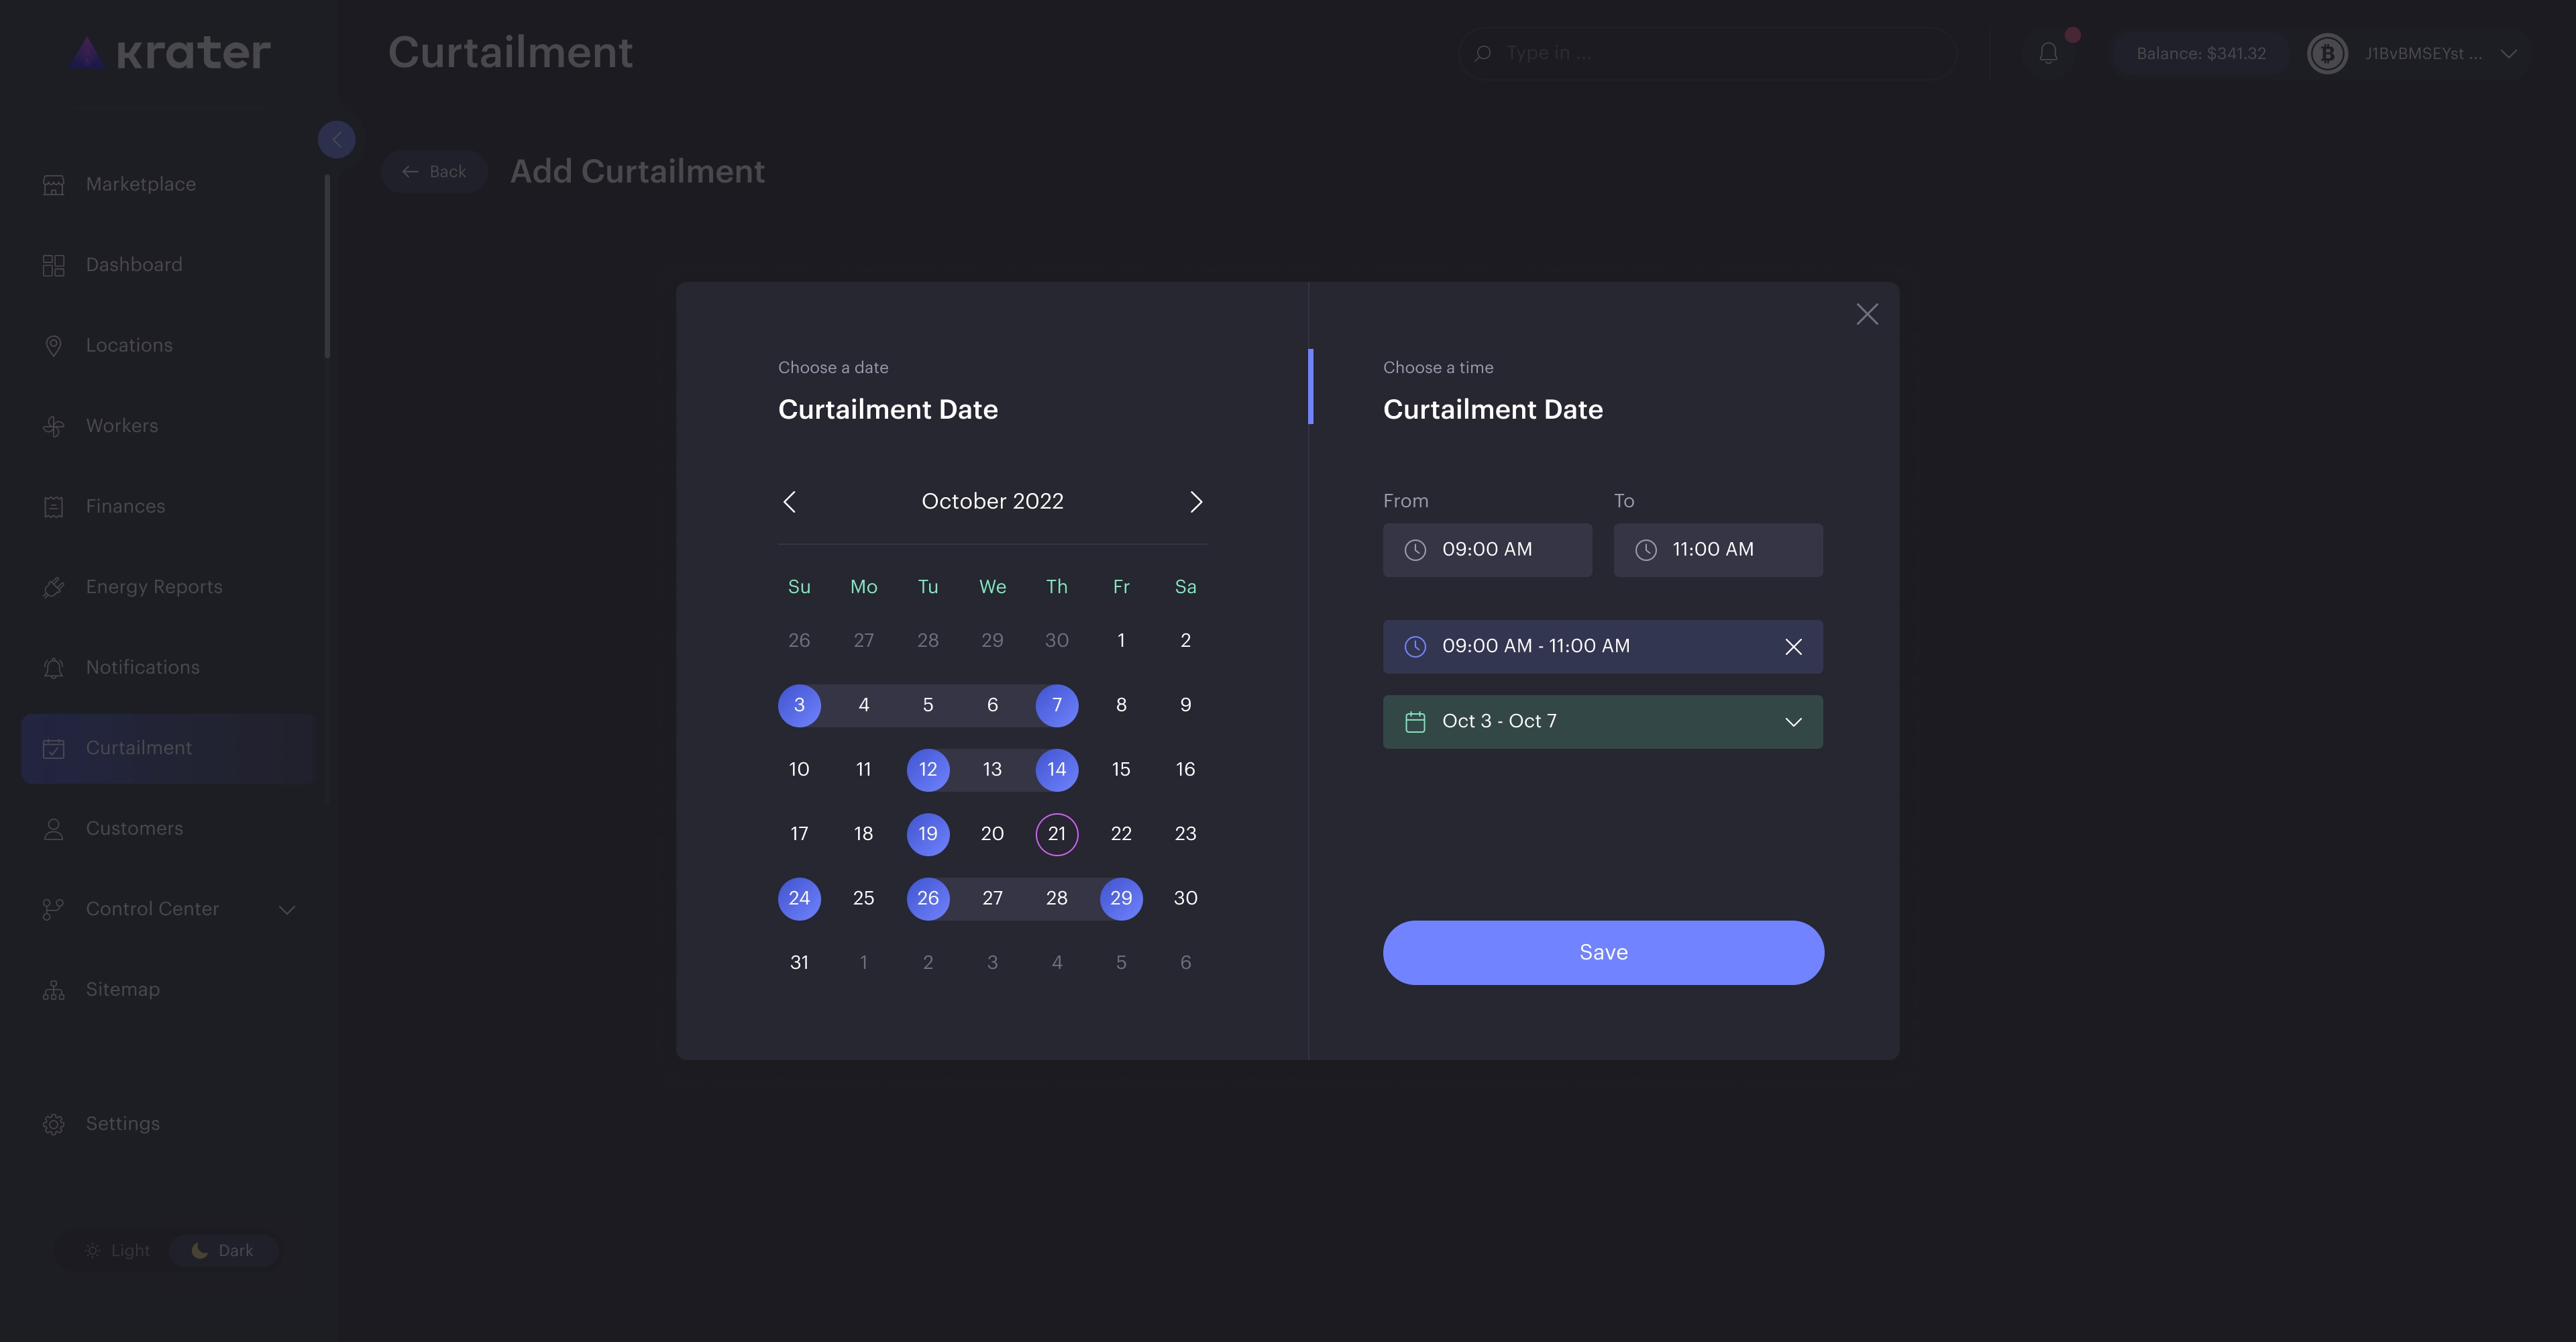 krater
Curtailment
Type in ...
Balance: $341.32
J1BvBMSEYst ...
Back
Add Curtailment
Marketplace
Dashboard
Locations
Workers
Finances
Energy Reports
Notifications
Curtailment
Customers
Control Center
Sitemap
Settings
Light
Dark
Choose a date
Curtailment Date
October 2022
Su Mo Tu We Th Fr Sa
26 27 28 29 30 1 2
3 4 5 6 7 8 9
10 11 12 13 14 15 16
17 18 19 20 21 22 23
24 25 26 27 28 29 30
31 1 2 3 4 5 6
Choose a time
Curtailment Date
From To
09:00 AM 11:00 AM
09:00 AM - 11:00 AM
Oct 3 - Oct 7
Save